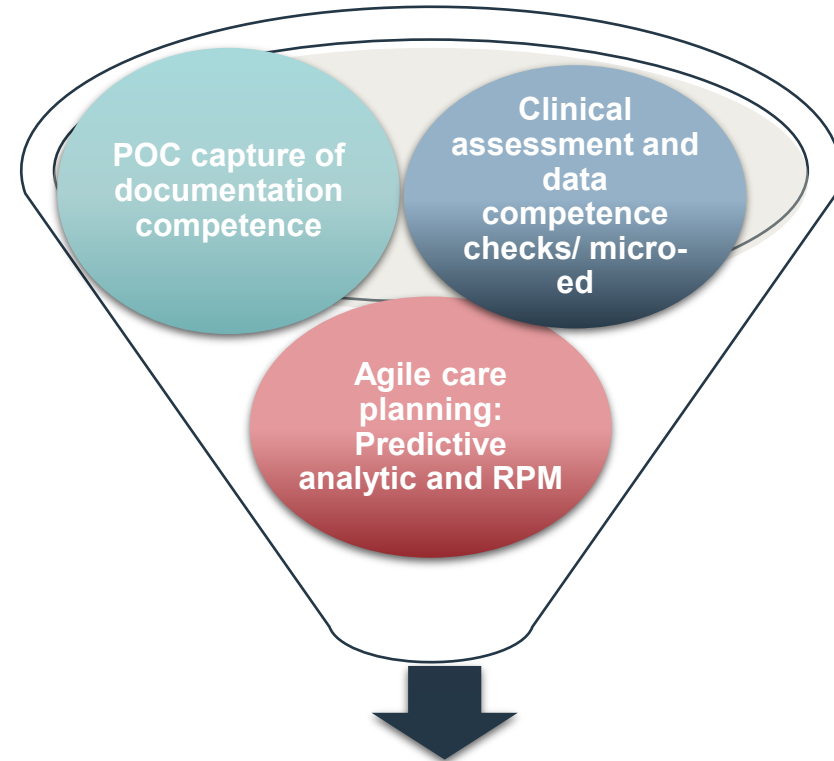 POC capture of
documentation
competence
Clinical
assessment and
data
competence
checks/ micro-
ed
Agile care
planning:
Predictive
analytic and RPM